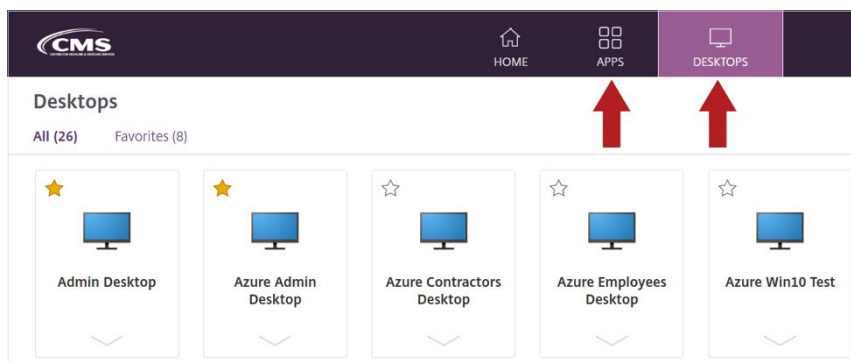 CMS
HOME
APPS
DESKTOPS
Desktops
All (26)
Favorites (8)
Admin Desktop
Azure Admin
Desktop
Azure Contractors
Desktop
Azure Employees
Desktop
Azure Win10 Test